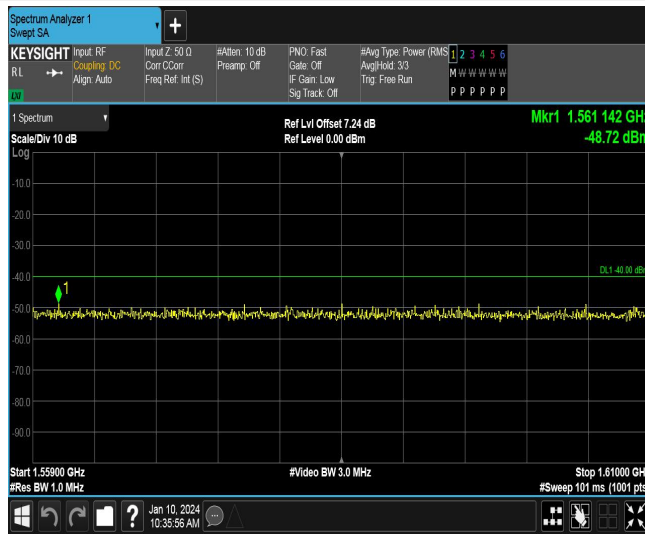 Spectrum Analyzer 1
Swept SA
+
KEYSIGHT
RL
LXI
Input: RF
Coupling: DC
Align: Auto
Input Z: 50 Ω
Corr CCorr
Freq Ref: Int (S)
#Atten: 10 dB
Preamp: Off
PNO: Fast
Gate: Off
IF Gain: Low
Sig Track: Off
#Avg Type: Power (RMS
Avg|Hold: 3/3
Trig: Free Run
1 2 3 4 5 6
M W W W W W
P P P P P P
1 Spectrum
Scale/Div 10 dB
Log
Ref Lvl Offset 7.24 dB
Ref Level 0.00 dBm
Mkr1 1.561 142 GHz
-48.72 dBm
-10.0
-20.0
-30.0
-40.0
-50.0
-60.0
-70.0
-80.0
-90.0
DL1 -40.00 dBm
1
Start 1.55900 GHz
#Res BW 1.0 MHz
#Video BW 3.0 MHz
Stop 1.61000 GH
#Sweep 101 ms (1001 pts
?
Jan 10, 2024
10:35:56 AM